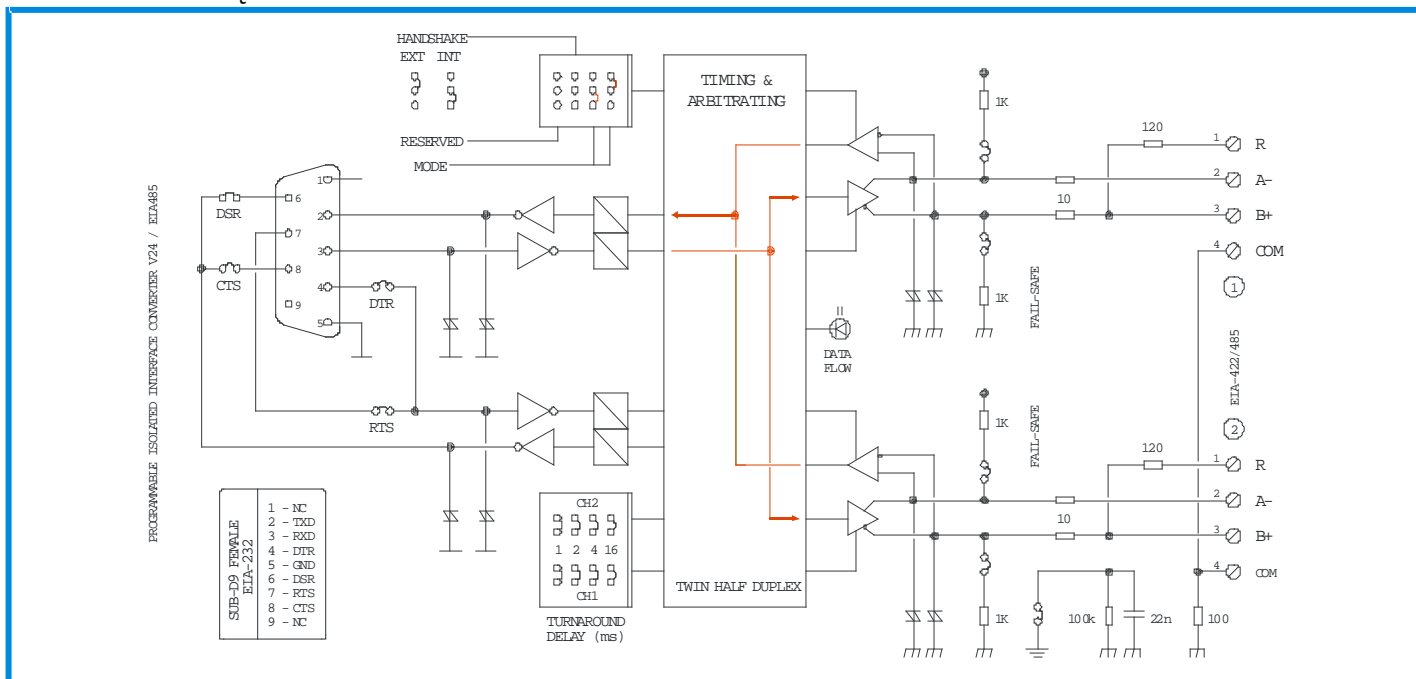 HANDSHAKE
EXT INT
RESERVED
MODE
TIMING &
ARBITRATING
1K
120
1
R
2
A-
10
3
B+
4
COM
1K
FAIL-SAFE
1
PROGRAMMABLE ISOLATED INTERFACE CONVERTER V24 / EIA485
1
6
DSR
2
7
3
8
CTS
4
9
DTR
5
DATA
FLOW
EIA-422/485
RTS
1K
FAIL-SAFE
2
120
1
R
2
A-
10
3
B+
4
COM
1K
100k
22n
100
SUB-D9 FEMALE
EIA-232
1 - NC
2 - TXD
3 - RXD
4 - DTR
5 - GND
6 - DSR
7 - RTS
8 - CTS
9 - NC
CH2
1 2 4 16
CH1
TURNAROUND
DELAY (ms)
TWIN HALF DUPLEX